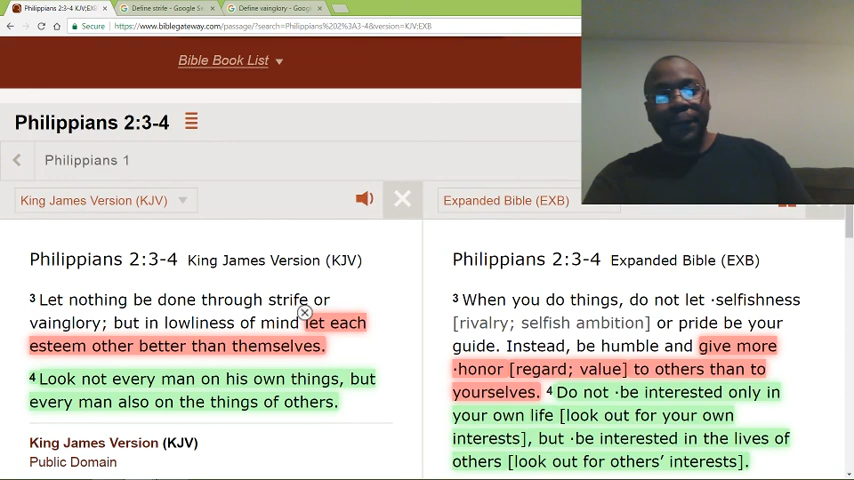 Philippians 2:3-4 KJV;EXB
Define strife - Google Se
Define vainglory - Goog
Secure
https://www.biblegateway.com/passage/?search=Philippians%202%3A3-4&version=KJV;EXB
Bible Book List
Philippians 2:3-4
Philippians 1
King James Version (KJV)
Expanded Bible (EXB)
Philippians 2:3-4 King James Version (KJV)
3 Let nothing be done through strife or
vainglory; but in lowliness of mind let each
esteem other better than themselves.
4 Look not every man on his own things, but
every man also on the things of others.
King James Version (KJV)
Public Domain
Philippians 2:3-4 Expanded Bible (EXB)
3 When you do things, do not let ·selfishness
[rivalry; selfish ambition] or pride be your
guide. Instead, be humble and give more
·honor [regard; value] to others than to
yourselves. 4 Do not ·be interested only in
your own life [look out for your own
interests], but ·be interested in the lives of
others [look out for others’ interests].